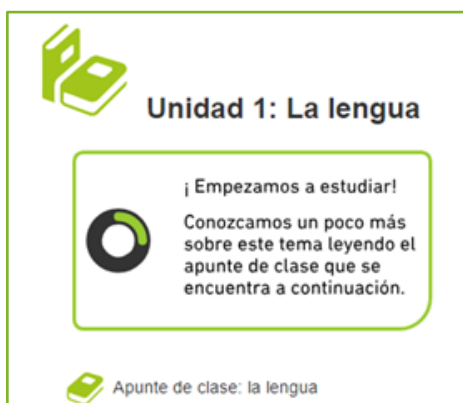 Unidad 1: La lengua
¡ Empezamos a estudiar!
Conozcamos un poco más
sobre este tema leyendo el
apunte de clase que se
encuentra a continuación.
Apunte de clase: la lengua